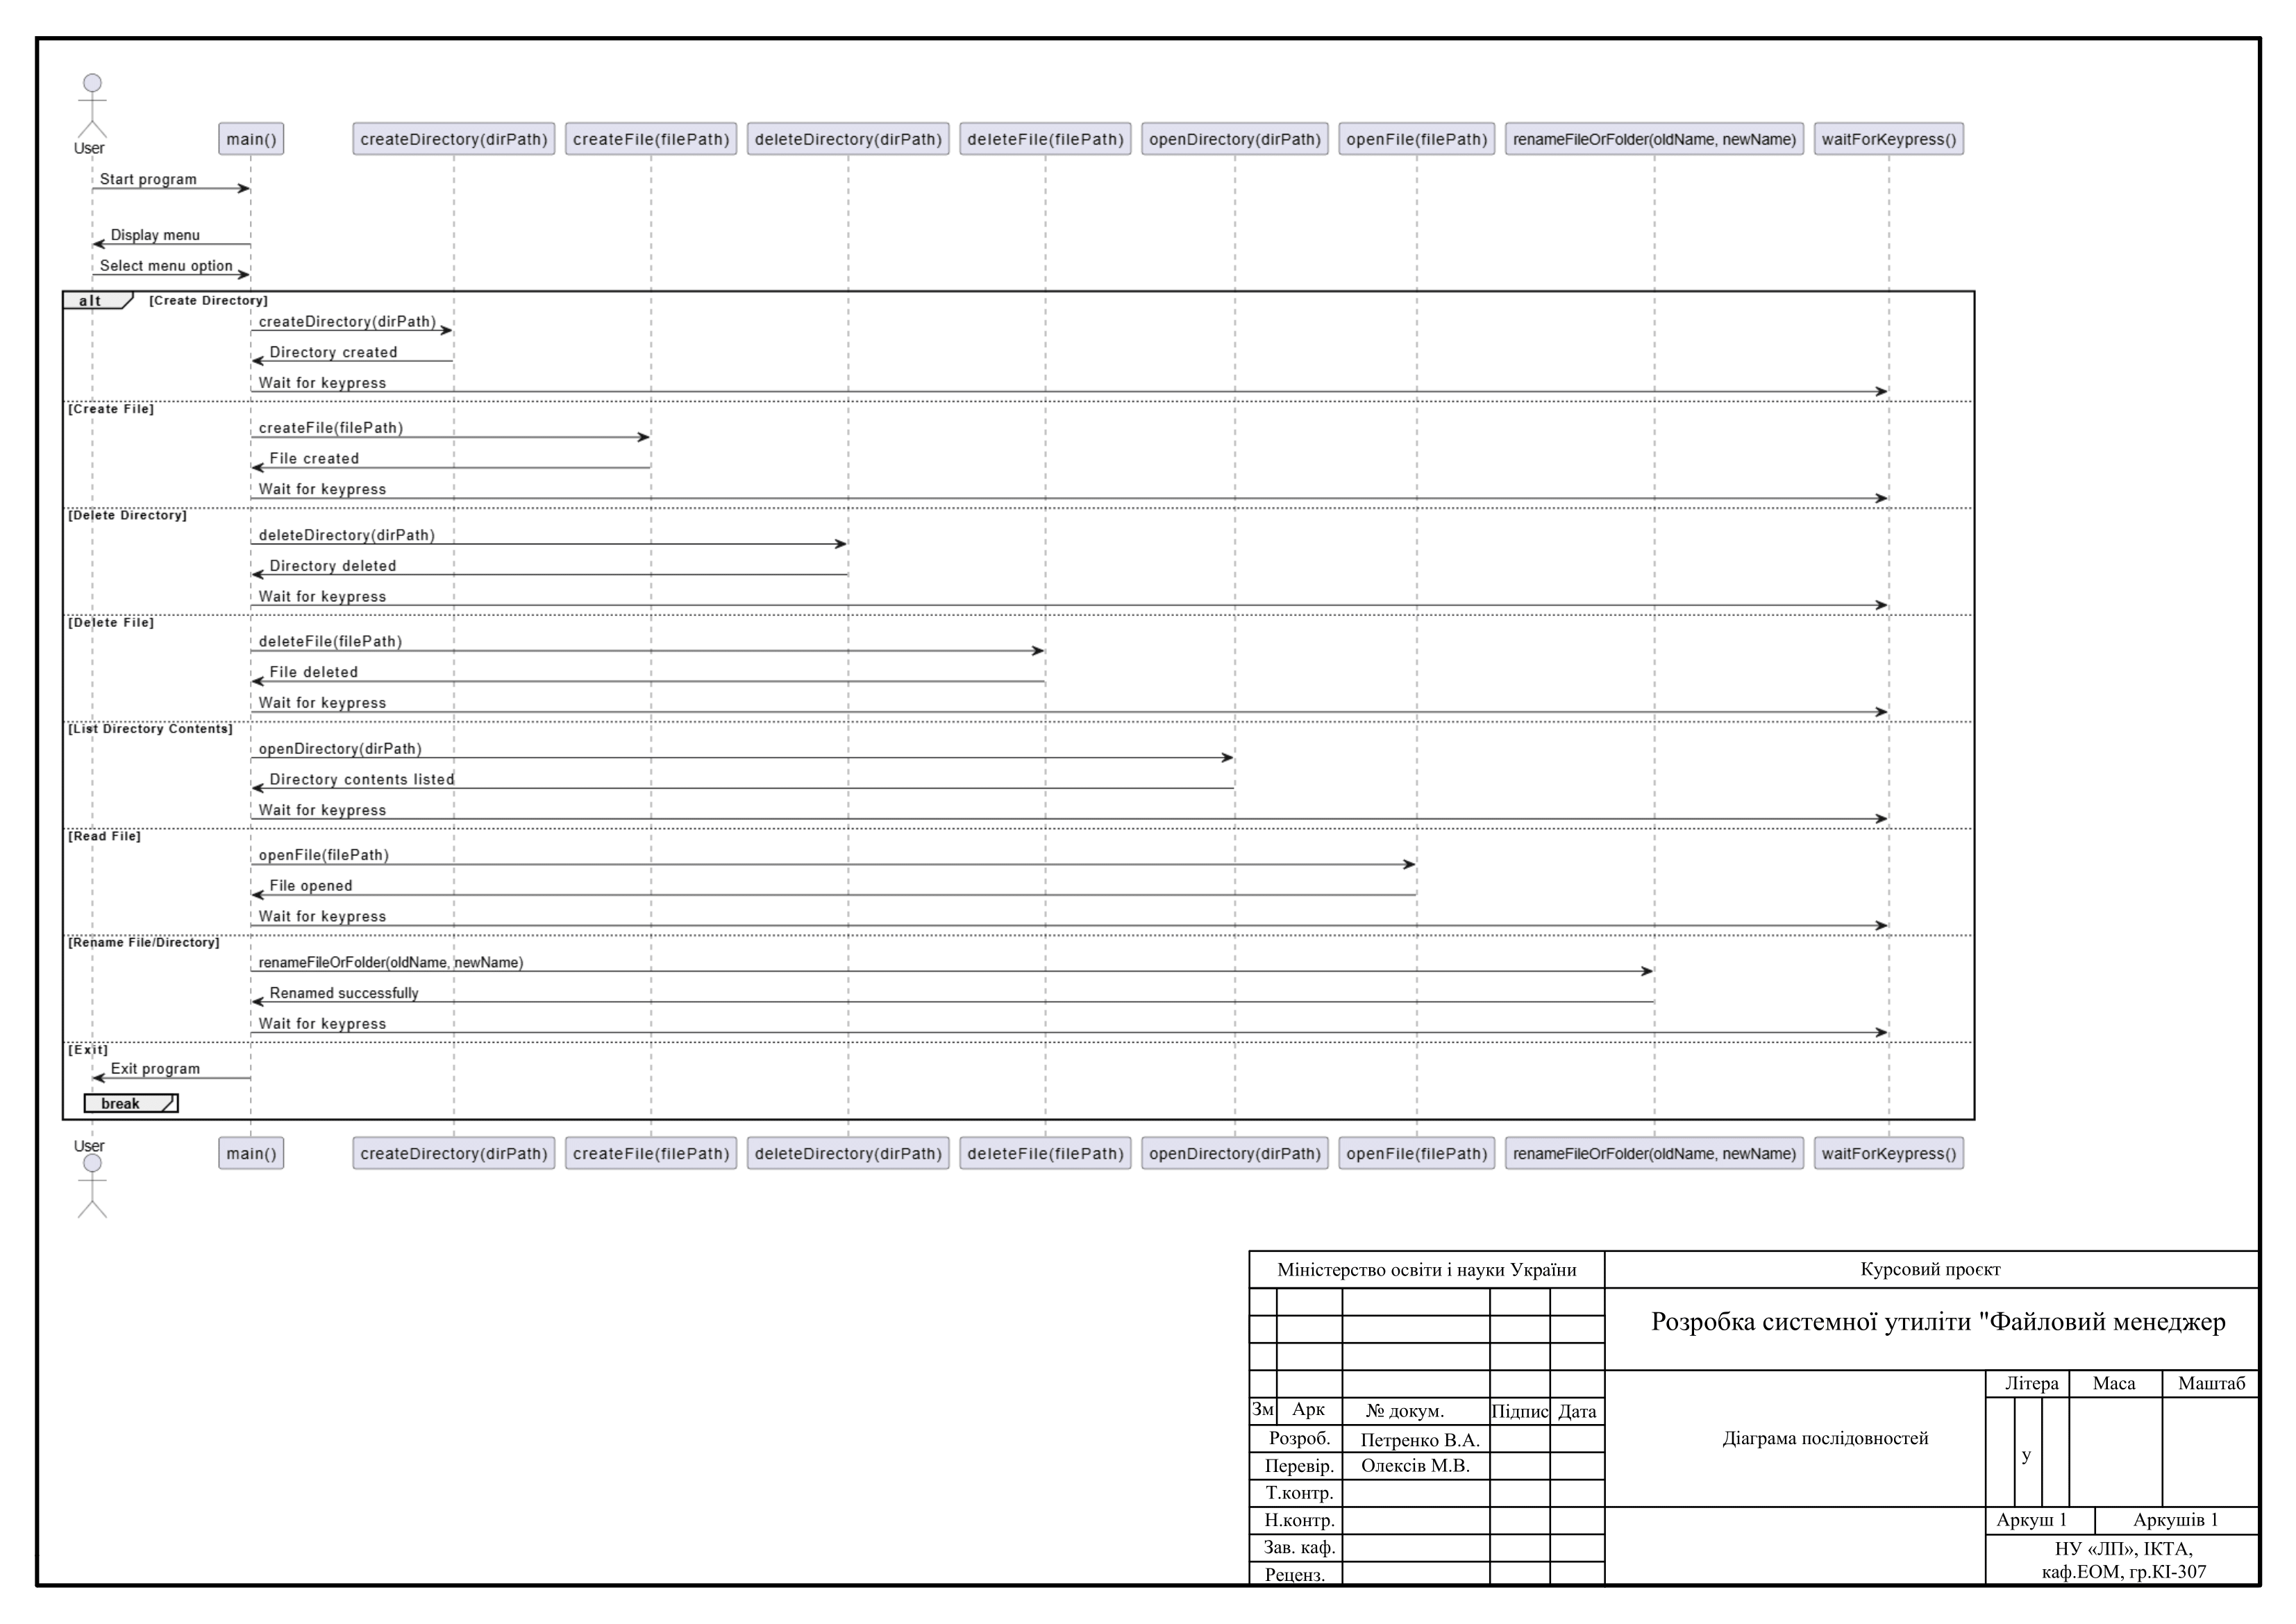 User
main()
createDirectory(dirPath)
createFile(filePath)
deleteDirectory(dirPath)
deleteFile(filePath)
openDirectory(dirPath)
openFile(filePath)
renameFileOrFolder(oldName, newName)
waitForKeypress()
Start program
Display menu
Select menu option
alt [Create Directory]
createDirectory(dirPath)
Directory created
Wait for keypress
[Create File]
createFile(filePath)
File created
Wait for keypress
[Delete Directory]
deleteDirectory(dirPath)
Directory deleted
Wait for keypress
[Delete File]
deleteFile(filePath)
File deleted
Wait for keypress
[List Directory Contents]
openDirectory(dirPath)
Directory contents listed
Wait for keypress
[Read File]
openFile(filePath)
File opened
Wait for keypress
[Rename File/Directory]
renameFileOrFolder(oldName, newName)
Renamed successfully
Wait for keypress
[Exit]
Exit program
break
User
main()
createDirectory(dirPath)
createFile(filePath)
deleteDirectory(dirPath)
deleteFile(filePath)
openDirectory(dirPath)
openFile(filePath)
renameFileOrFolder(oldName, newName)
waitForKeypress()
Міністерство освіти і науки України
Курсовий проєкт
Розробка системної утиліти "Файловий менеджер
Зм Арк № докум. Підпис Дата
Розроб. Петренко В.А.
Перевір. Олексів М.В.
Т.контр.
Н.контр.
Зав. каф.
Реценз.
Діаграма послідовностей
Літера Маса Маштаб
у
Аркуш 1 Аркушів 1
НУ «ЛП», ІКТА,
каф.ЕОМ, гр.КІ-307